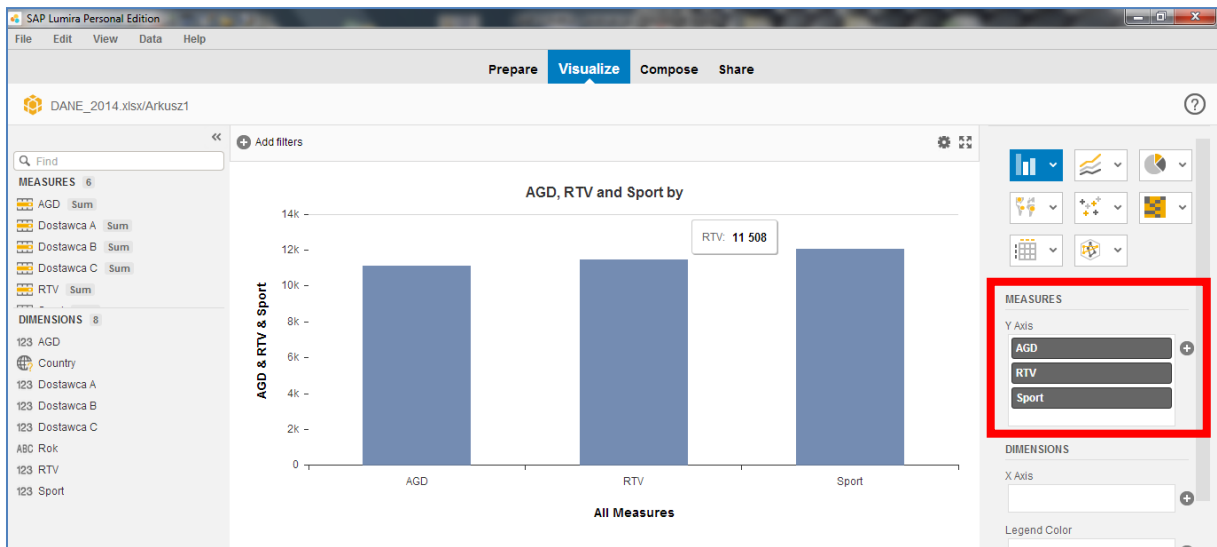 SAP Lumira Personal Edition
File Edit View Data Help
Prepare Visualize Compose Share
DANE_2014.xlsx/Arkusz1
?
«
Find
MEASURES 6
AGD Sum
Dostawca A Sum
Dostawca B Sum
Dostawca C Sum
RTV Sum
DIMENSIONS 8
123 AGD
Country
123 Dostawca A
123 Dostawca B
123 Dostawca C
ABC Rok
123 RTV
123 Sport
Add filters
AGD, RTV and Sport by
AGD & RTV & Sport
14k
12k
10k
8k
6k
4k
2k
0
RTV: 11 508
AGD RTV Sport
All Measures
MEASURES
Y Axis
AGD
RTV
Sport
DIMENSIONS
X Axis
Legend Color